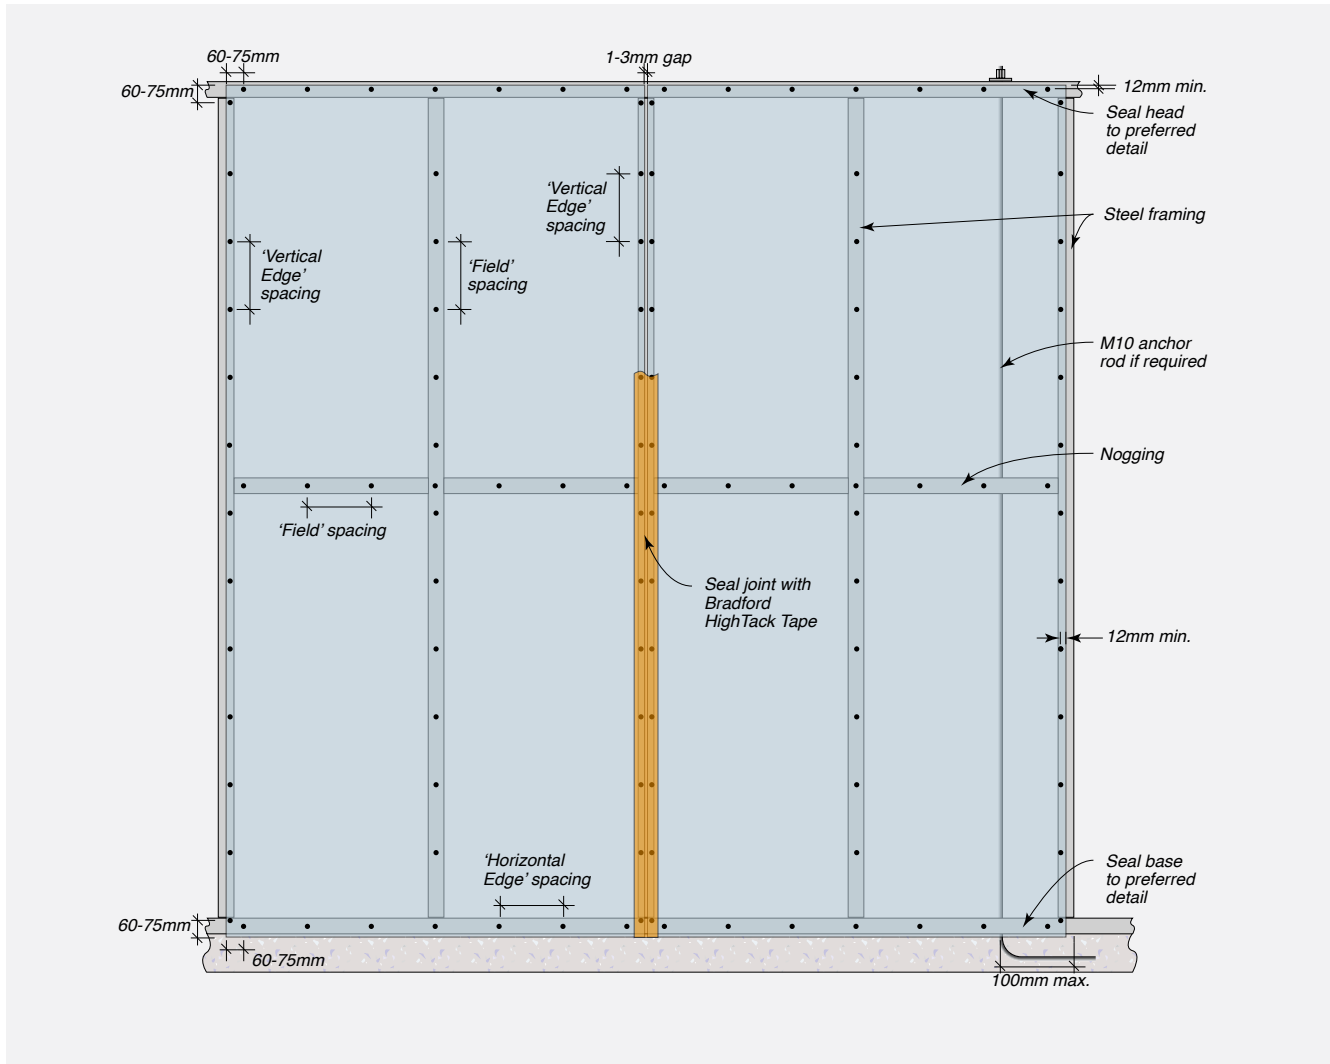 60-75mm
1-3mm gap
60-75mm
12mm min.
Seal head
to preferred
detail
‘Vertical
Edge’
spacing
Steel framing
‘Vertical
Edge’
spacing
‘Field’
spacing
M10 anchor
rod if required
Nogging
‘Field’ spacing
Seal joint with
Bradford
HighTack Tape
12mm min.
‘Horizontal
Edge’ spacing
Seal base
to preferred
detail
60-75mm
60-75mm
100mm max.